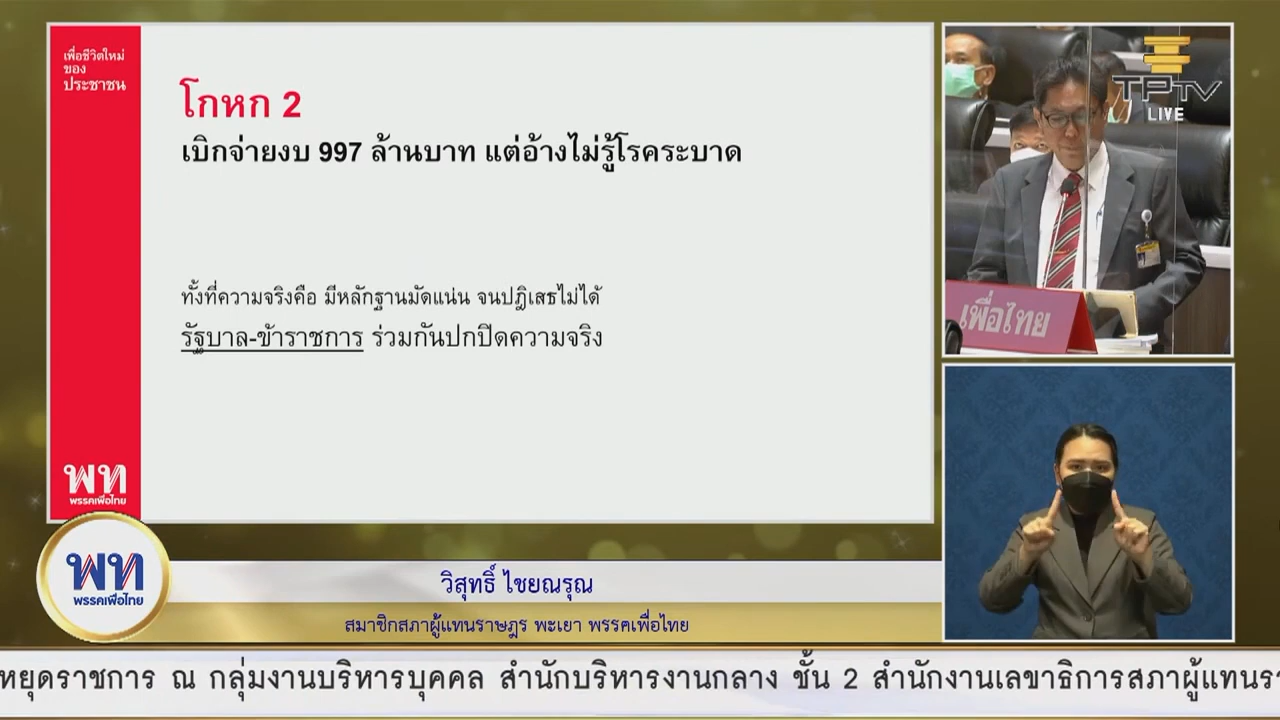 เพื่อชีวิตใหม่
ของ
ประชาชน
โกหก 2
เบิกจ่ายงบ 997 ล้านบาท แต่อ้างไม่รู้โรคระบาด
ทั้งที่ความจริงคือ มีหลักฐานมัดแน่น จนปฎิเสธไม่ได้
รัฐบาล-ข้าราชการ ร่วมกันปกปิดความจริง
พท
พรรคเพื่อไทย
TPTV
LIVE
เพื่อไทย
พท
พรรคเพื่อไทย
วิสุทธิ์ ไชยณรุณ
สมาชิกสภาผู้แทนราษฎร พะเยา พรรคเพื่อไทย
หยุดราชการ ณ กลุ่มงานบริหารบุคคล สำนักบริหารงานกลาง ชั้น 2 สำนักงานเลขาธิการสภาผู้แทนรา